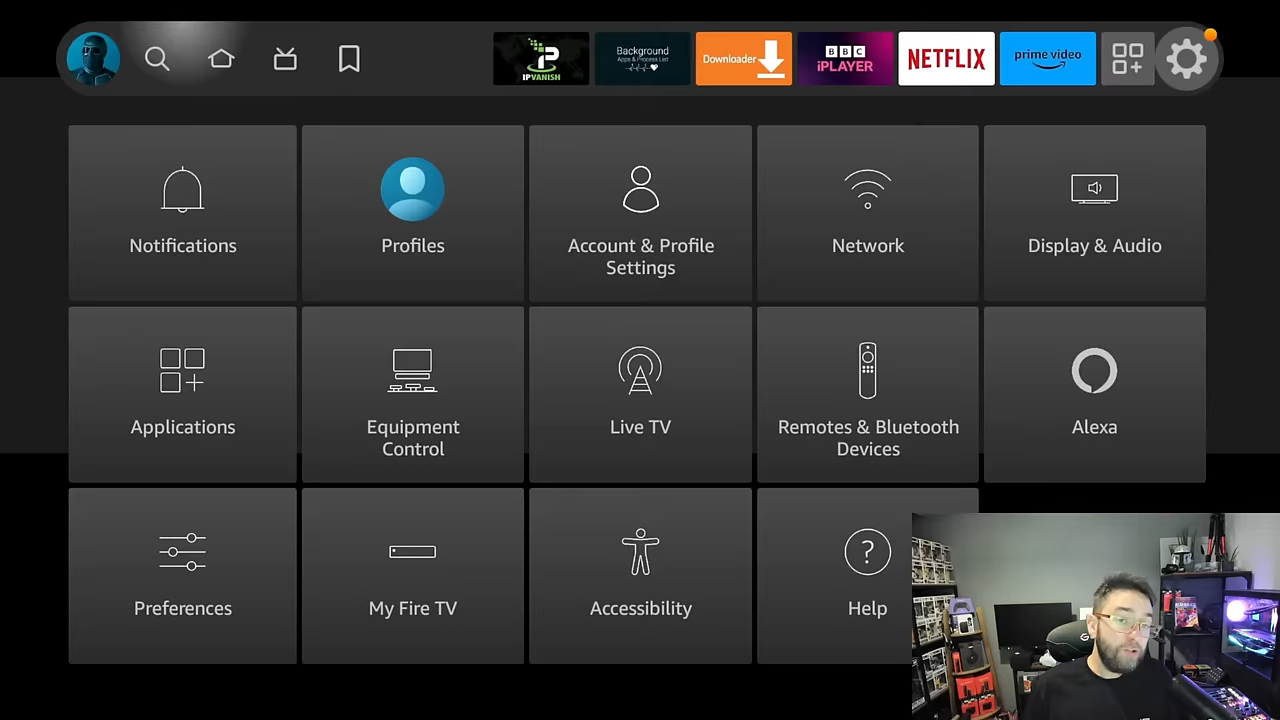 IPVANISH
Background
Apps & Process List
Downloader
BBC
iPLAYER
NETFLIX
prime video
Notifications
Profiles
Account & Profile
Settings
Network
Display & Audio
Applications
Equipment
Control
Live TV
Remotes & Bluetooth
Devices
Alexa
Preferences
My Fire TV
Accessibility
Help